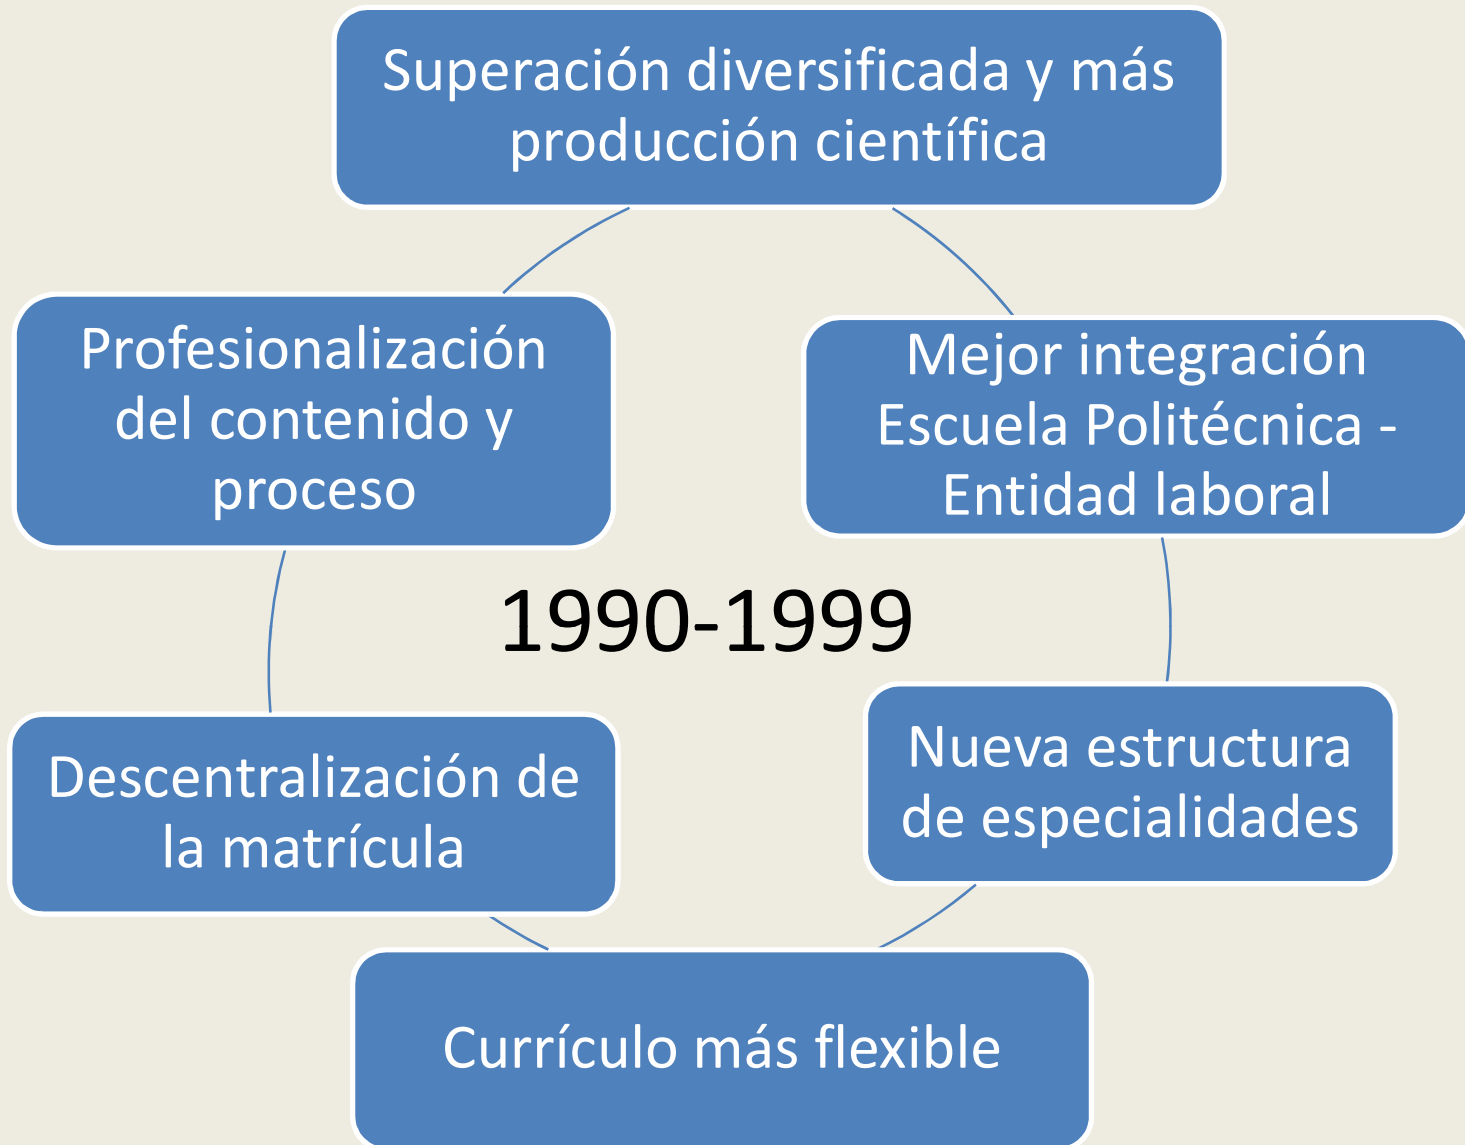 Superación diversificada y más
producción científica
Profesionalización
del contenido y
proceso
Mejor integración
Escuela Politécnica -
Entidad laboral
1990-1999
Descentralización de
la matrícula
Nueva estructura
de especialidades
Currículo más flexible